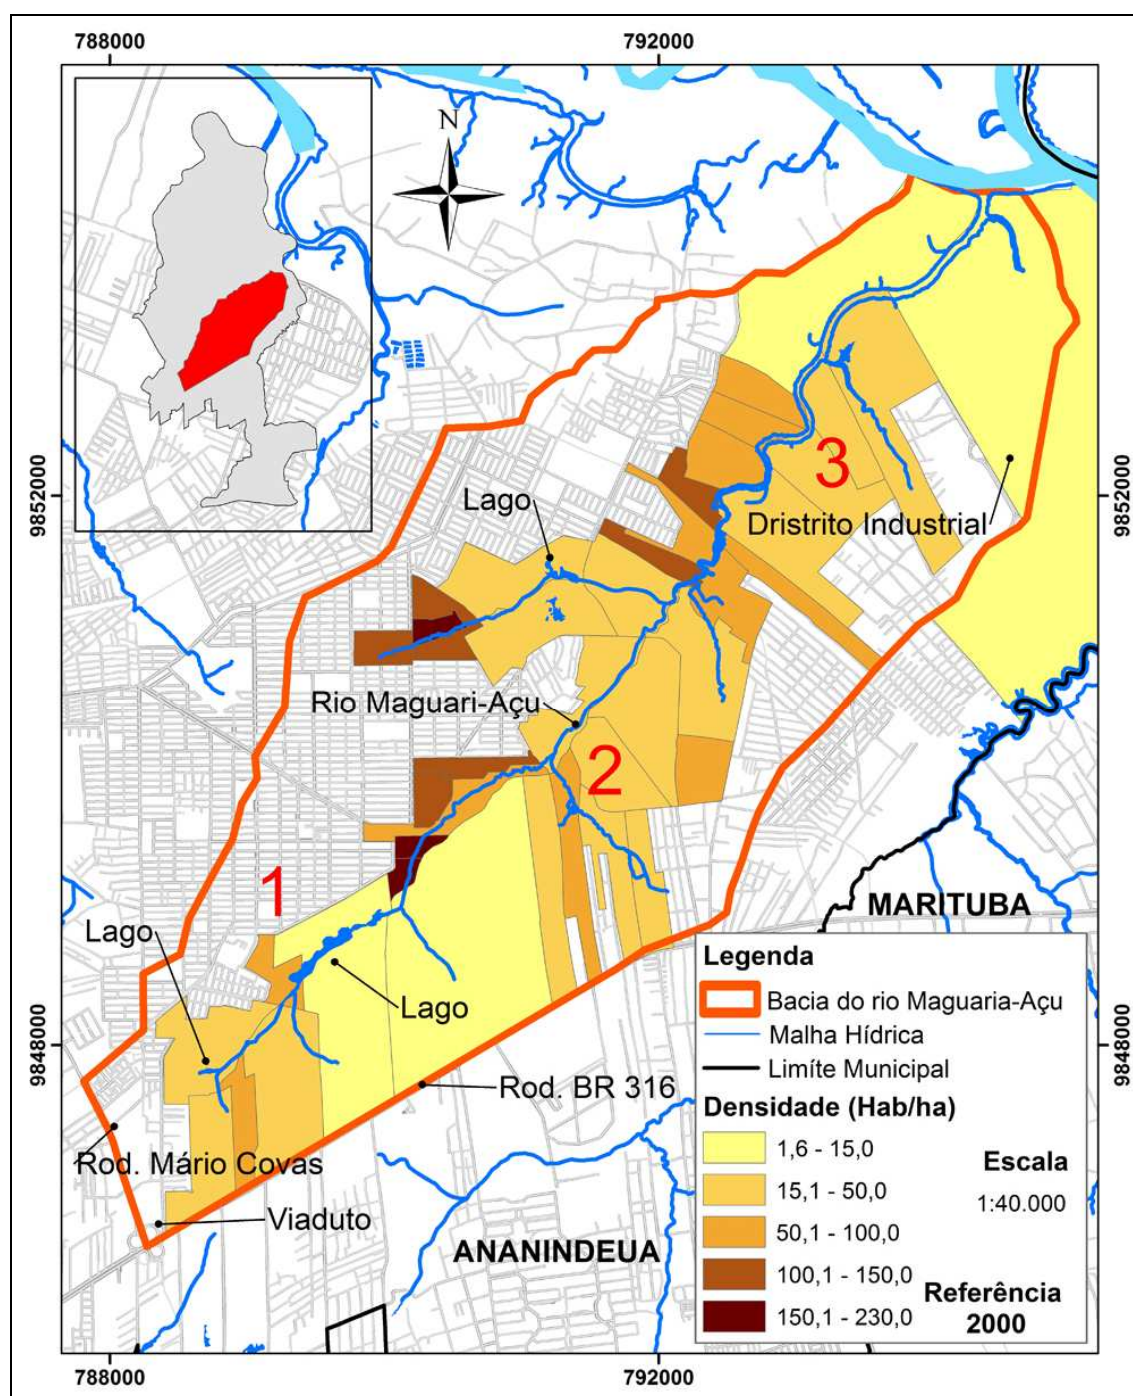 788000
792000
N
9852000
9852000
3
Lago
Dristrito Industrial
Rio Maguari-Açu
2
1
MARITUBA
Lago
Lago
Legenda
Bacia do rio Maguaria-Açu
Malha Hídrica
Limíte Municipal
9848000
9848000
Rod. BR 316
Densidade (Hab/ha)
1,6 - 15,0
15,1 - 50,0
50,1 - 100,0
100,1 - 150,0
150,1 - 230,0
Escala
1:40.000
Referência
2000
Rod. Mário Covas
Viaduto
ANANINDEUA
788000
792000